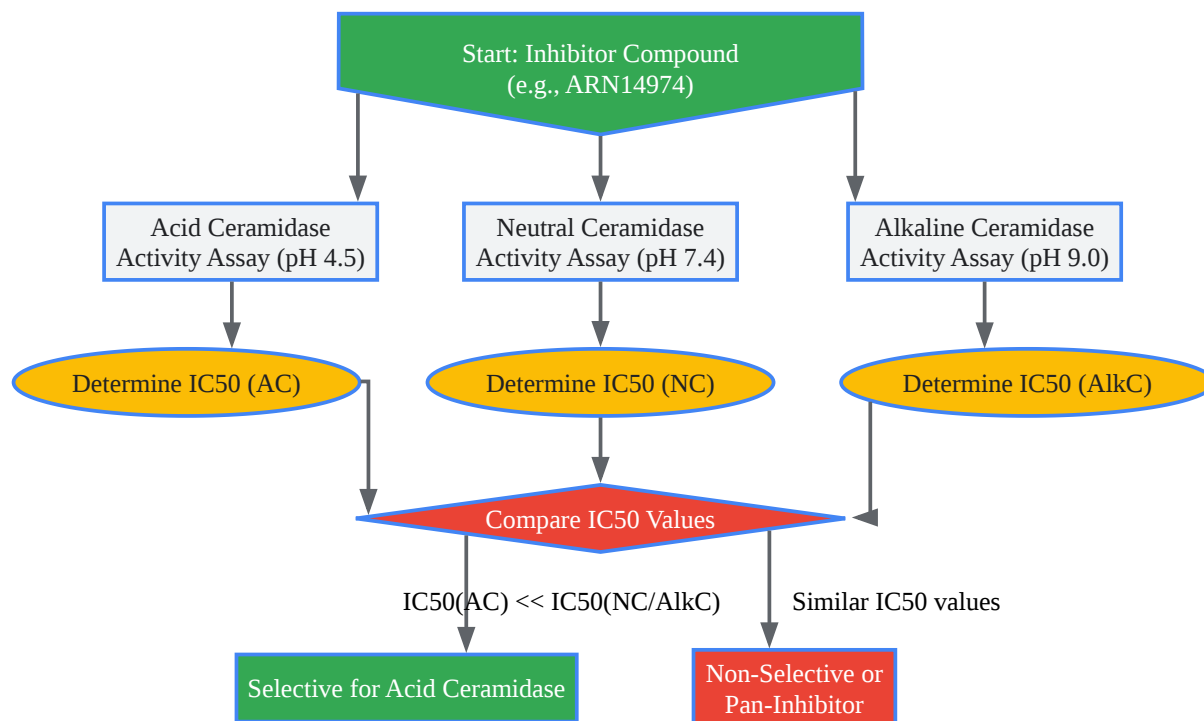 Start: Inhibitor Compound
(e.g., ARN14974)
Acid Ceramidase
Activity Assay (pH 4.5)
Neutral Ceramidase
Activity Assay (pH 7.4)
Alkaline Ceramidase
Activity Assay (pH 9.0)
Determine IC50 (AC)
Determine IC50 (NC)
Determine IC50 (AlkC)
Compare IC50 Values
IC50(AC) << IC50(NC/AlkC)
Similar IC50 values
Selective for Acid Ceramidase
Non-Selective or
Pan-Inhibitor